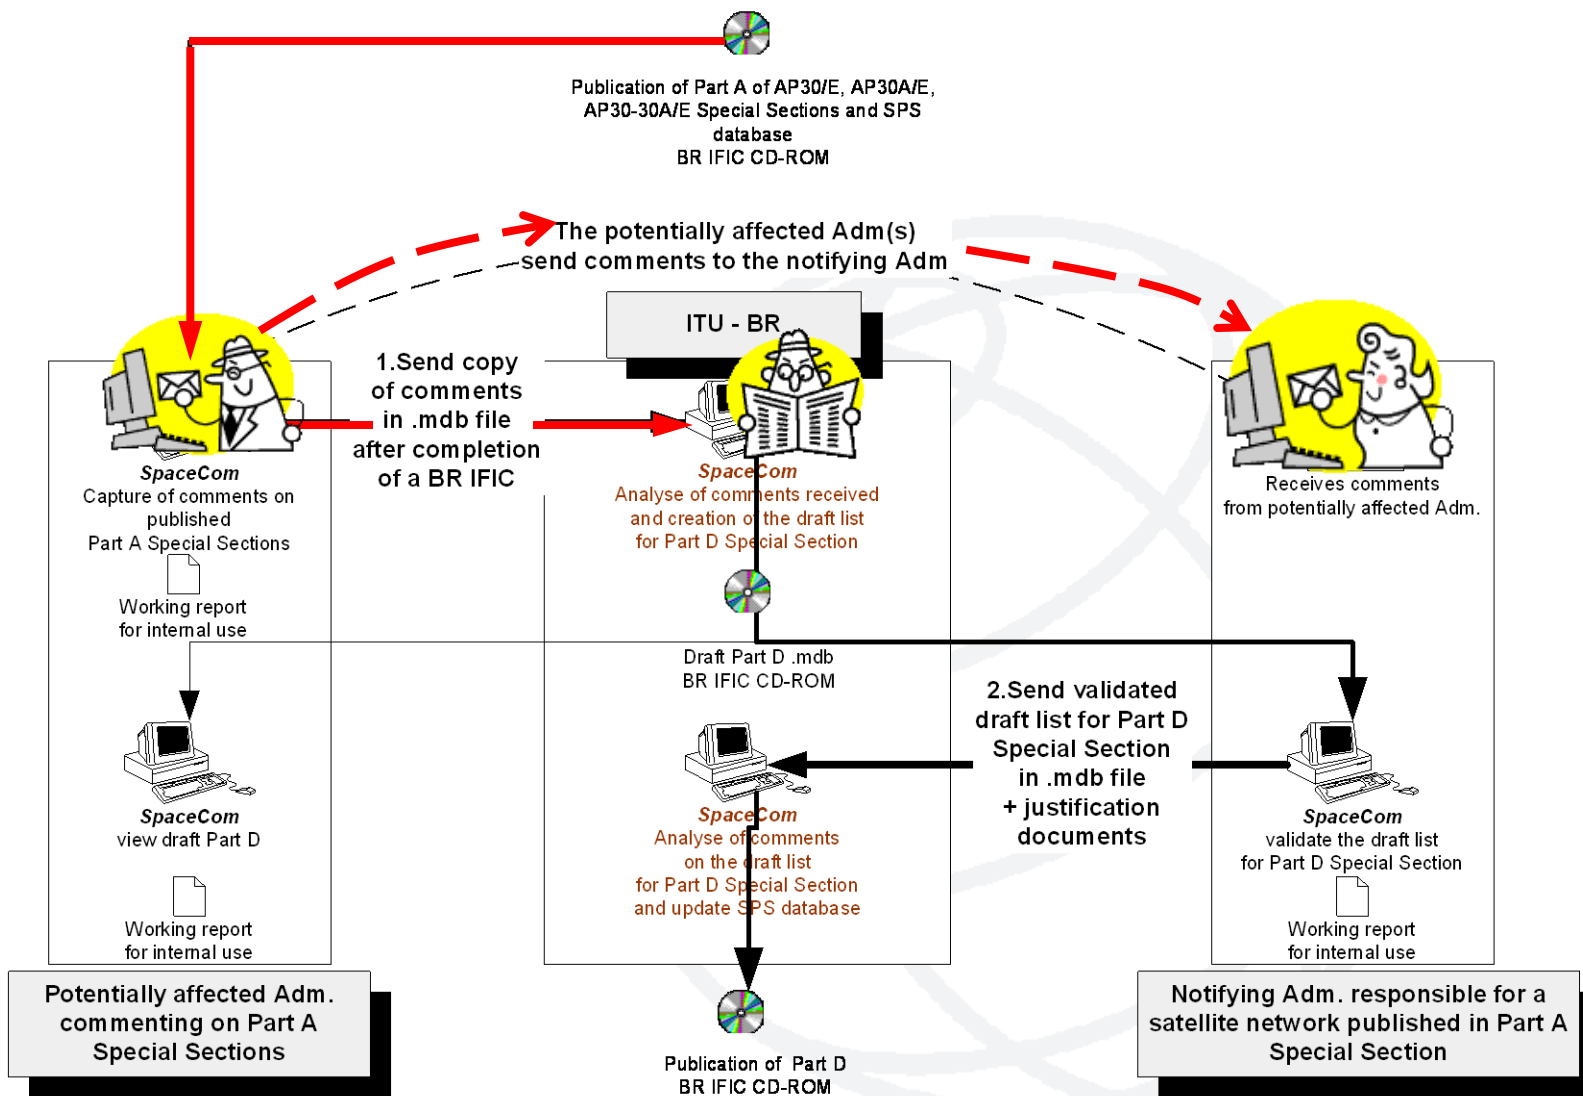 Publication of Part A of AP30/E, AP30A/E,
AP30-30A/E Special Sections and SPS
database
BR IFIC CD-ROM
The potentially affected Adm(s)
send comments to the notifying Adm
ITU - BR
1.Send copy
of comments
in .mdb file
after completion
of a BR IFIC
SpaceCom
Capture of comments on
published
Part A Special Sections
Working report
for internal use
SpaceCom
Analyse of comments received
and creation of the draft list
for Part D Special Section
Receives comments
from potentially affected Adm.
Draft Part D .mdb
BR IFIC CD-ROM
2.Send validated
draft list for Part D
Special Section
in .mdb file
+ justification
documents
SpaceCom
view draft Part D
Working report
for internal use
SpaceCom
Analyse of comments
on the draft list
for Part D Special Section
and update SPS database
SpaceCom
validate the draft list
for Part D Special Section
Working report
for internal use
Potentially affected Adm.
commenting on Part A
Special Sections
Publication of Part D
BR IFIC CD-ROM
Notifying Adm. responsible for a
satellite network published in Part A
Special Section